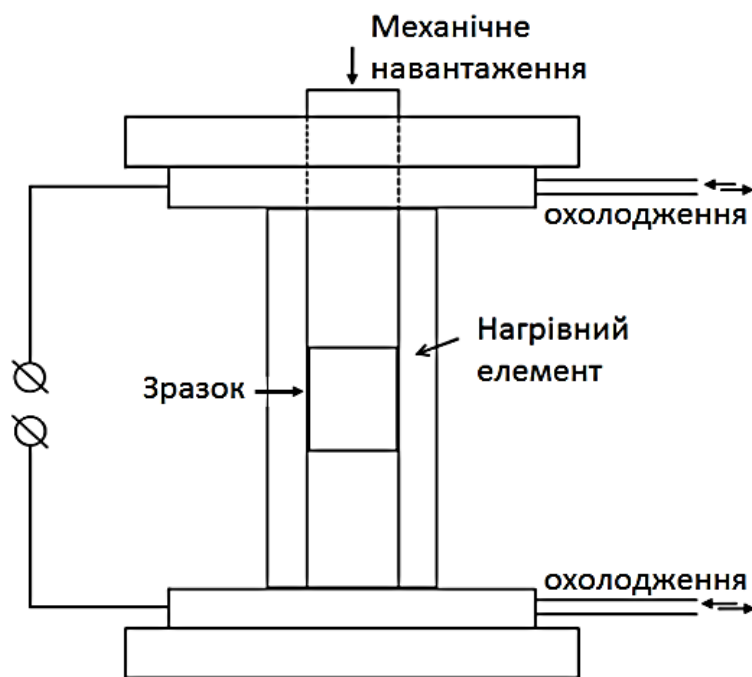 Механічне
навантаження
охолодження
Нагрівний
елемент
Зразок
охолодження